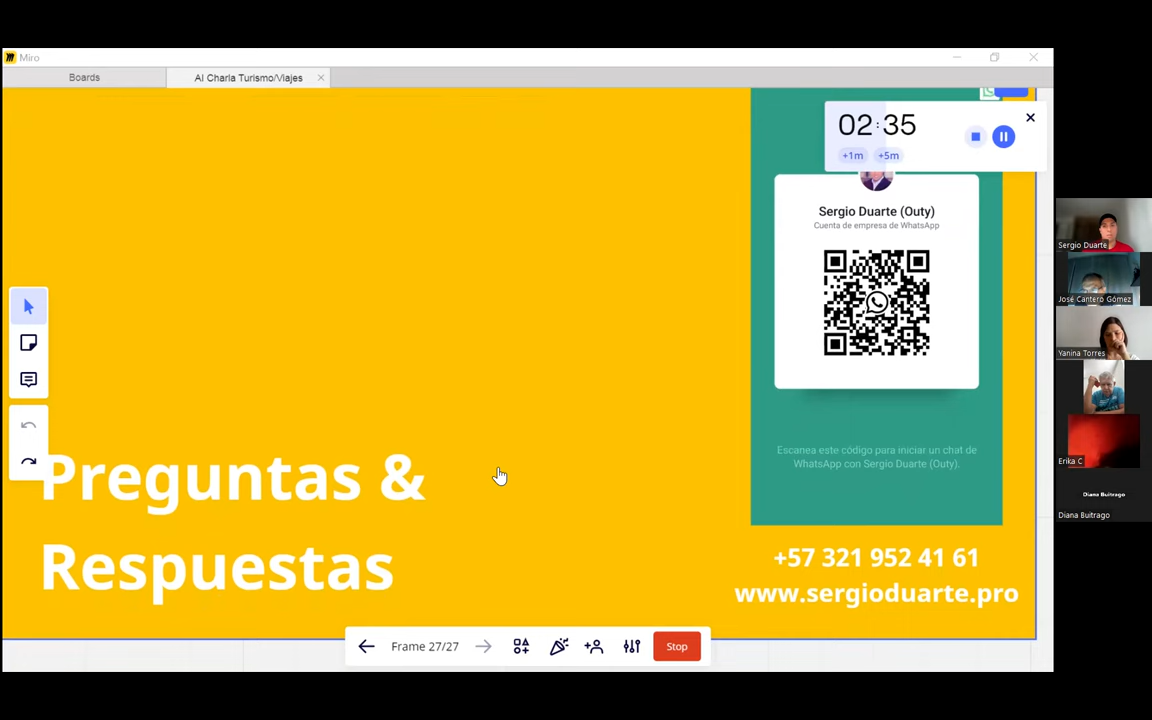 Miro
Boards
AI Charla Turismo/Viajes
02:35
+1m
+5m
Sergio Duarte (Outy)
Cuenta de empresa de WhatsApp
Escanea este código para iniciar un chat de
WhatsApp con Sergio Duarte (Outy).
Preguntas &
Respuestas
+57 321 952 41 61
www.sergioduarte.pro
Frame 27/27
Stop
Sergio Duarte
José Cantero Gómez
Yanina Torres
Erika C
Diana Buitrago
Diana Buitrago